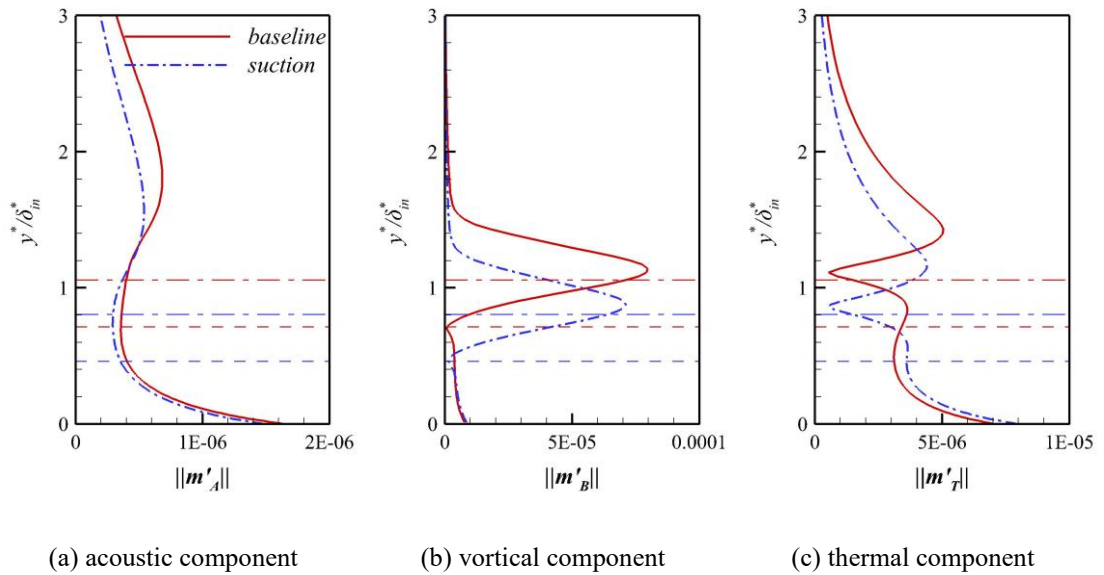 baseline
suction
3
2
1
0
y*/δ*in
0
1E-06
2E-06
||m'A||
(a) acoustic component
3
2
1
0
y*/δ*in
0
5E-05
0.0001
||m'B||
(b) vortical component
3
2
1
0
y*/δ*in
0
5E-06
1E-05
||m'T||
(c) thermal component